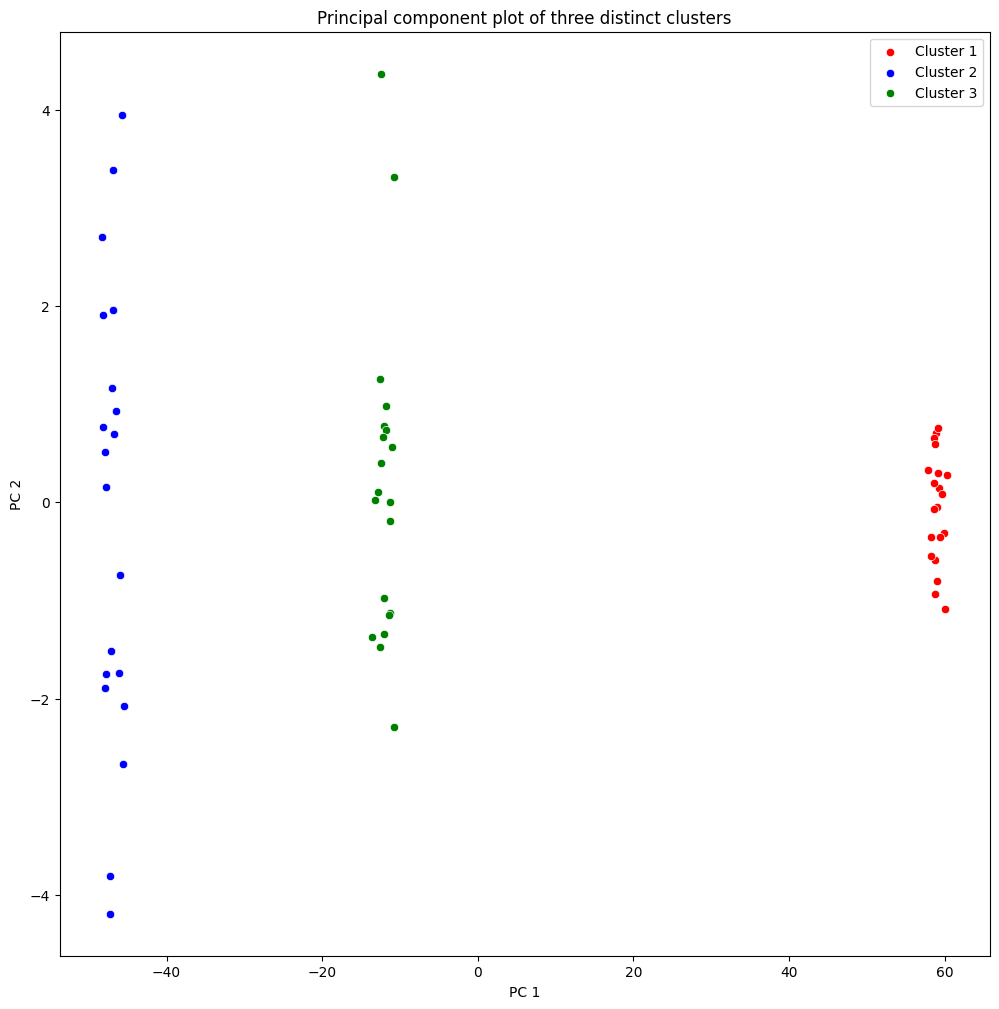 Principal component plot of three distinct clusters
Cluster 1
Cluster 2
Cluster 3
4
2
0
−2
−4
PC 2
−40
−20
0
20
40
60
PC 1